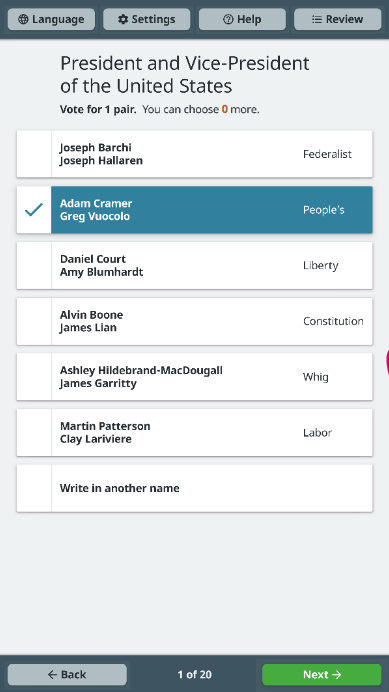 Language Settings Help Review
President and Vice-President
of the United States
Vote for 1 pair. You can choose 0 more.
Joseph Barchi
Joseph Hallaren
Federalist
Adam Cramer
Greg Vuocolo
People's
Daniel Court
Amy Blumhardt
Liberty
Alvin Boone
James Lian
Constitution
Ashley Hildebrand-MacDougall
James Garritty
Whig
Martin Patterson
Clay Lariviere
Labor
Write in another name
← Back 1 of 20 Next →